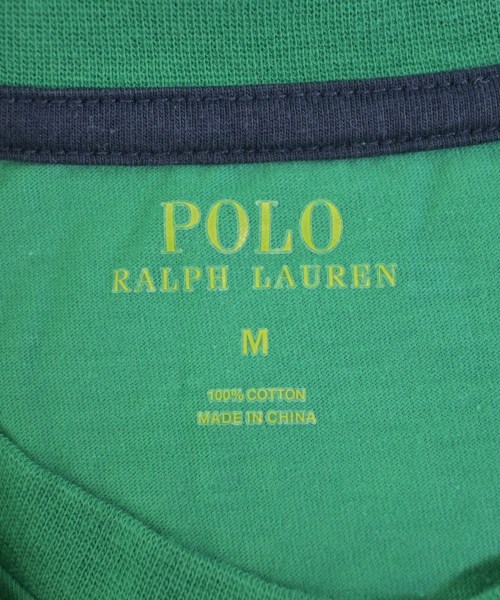 POLO
RALPH LAUREN
M
100% COTTON
MADE IN CHINA